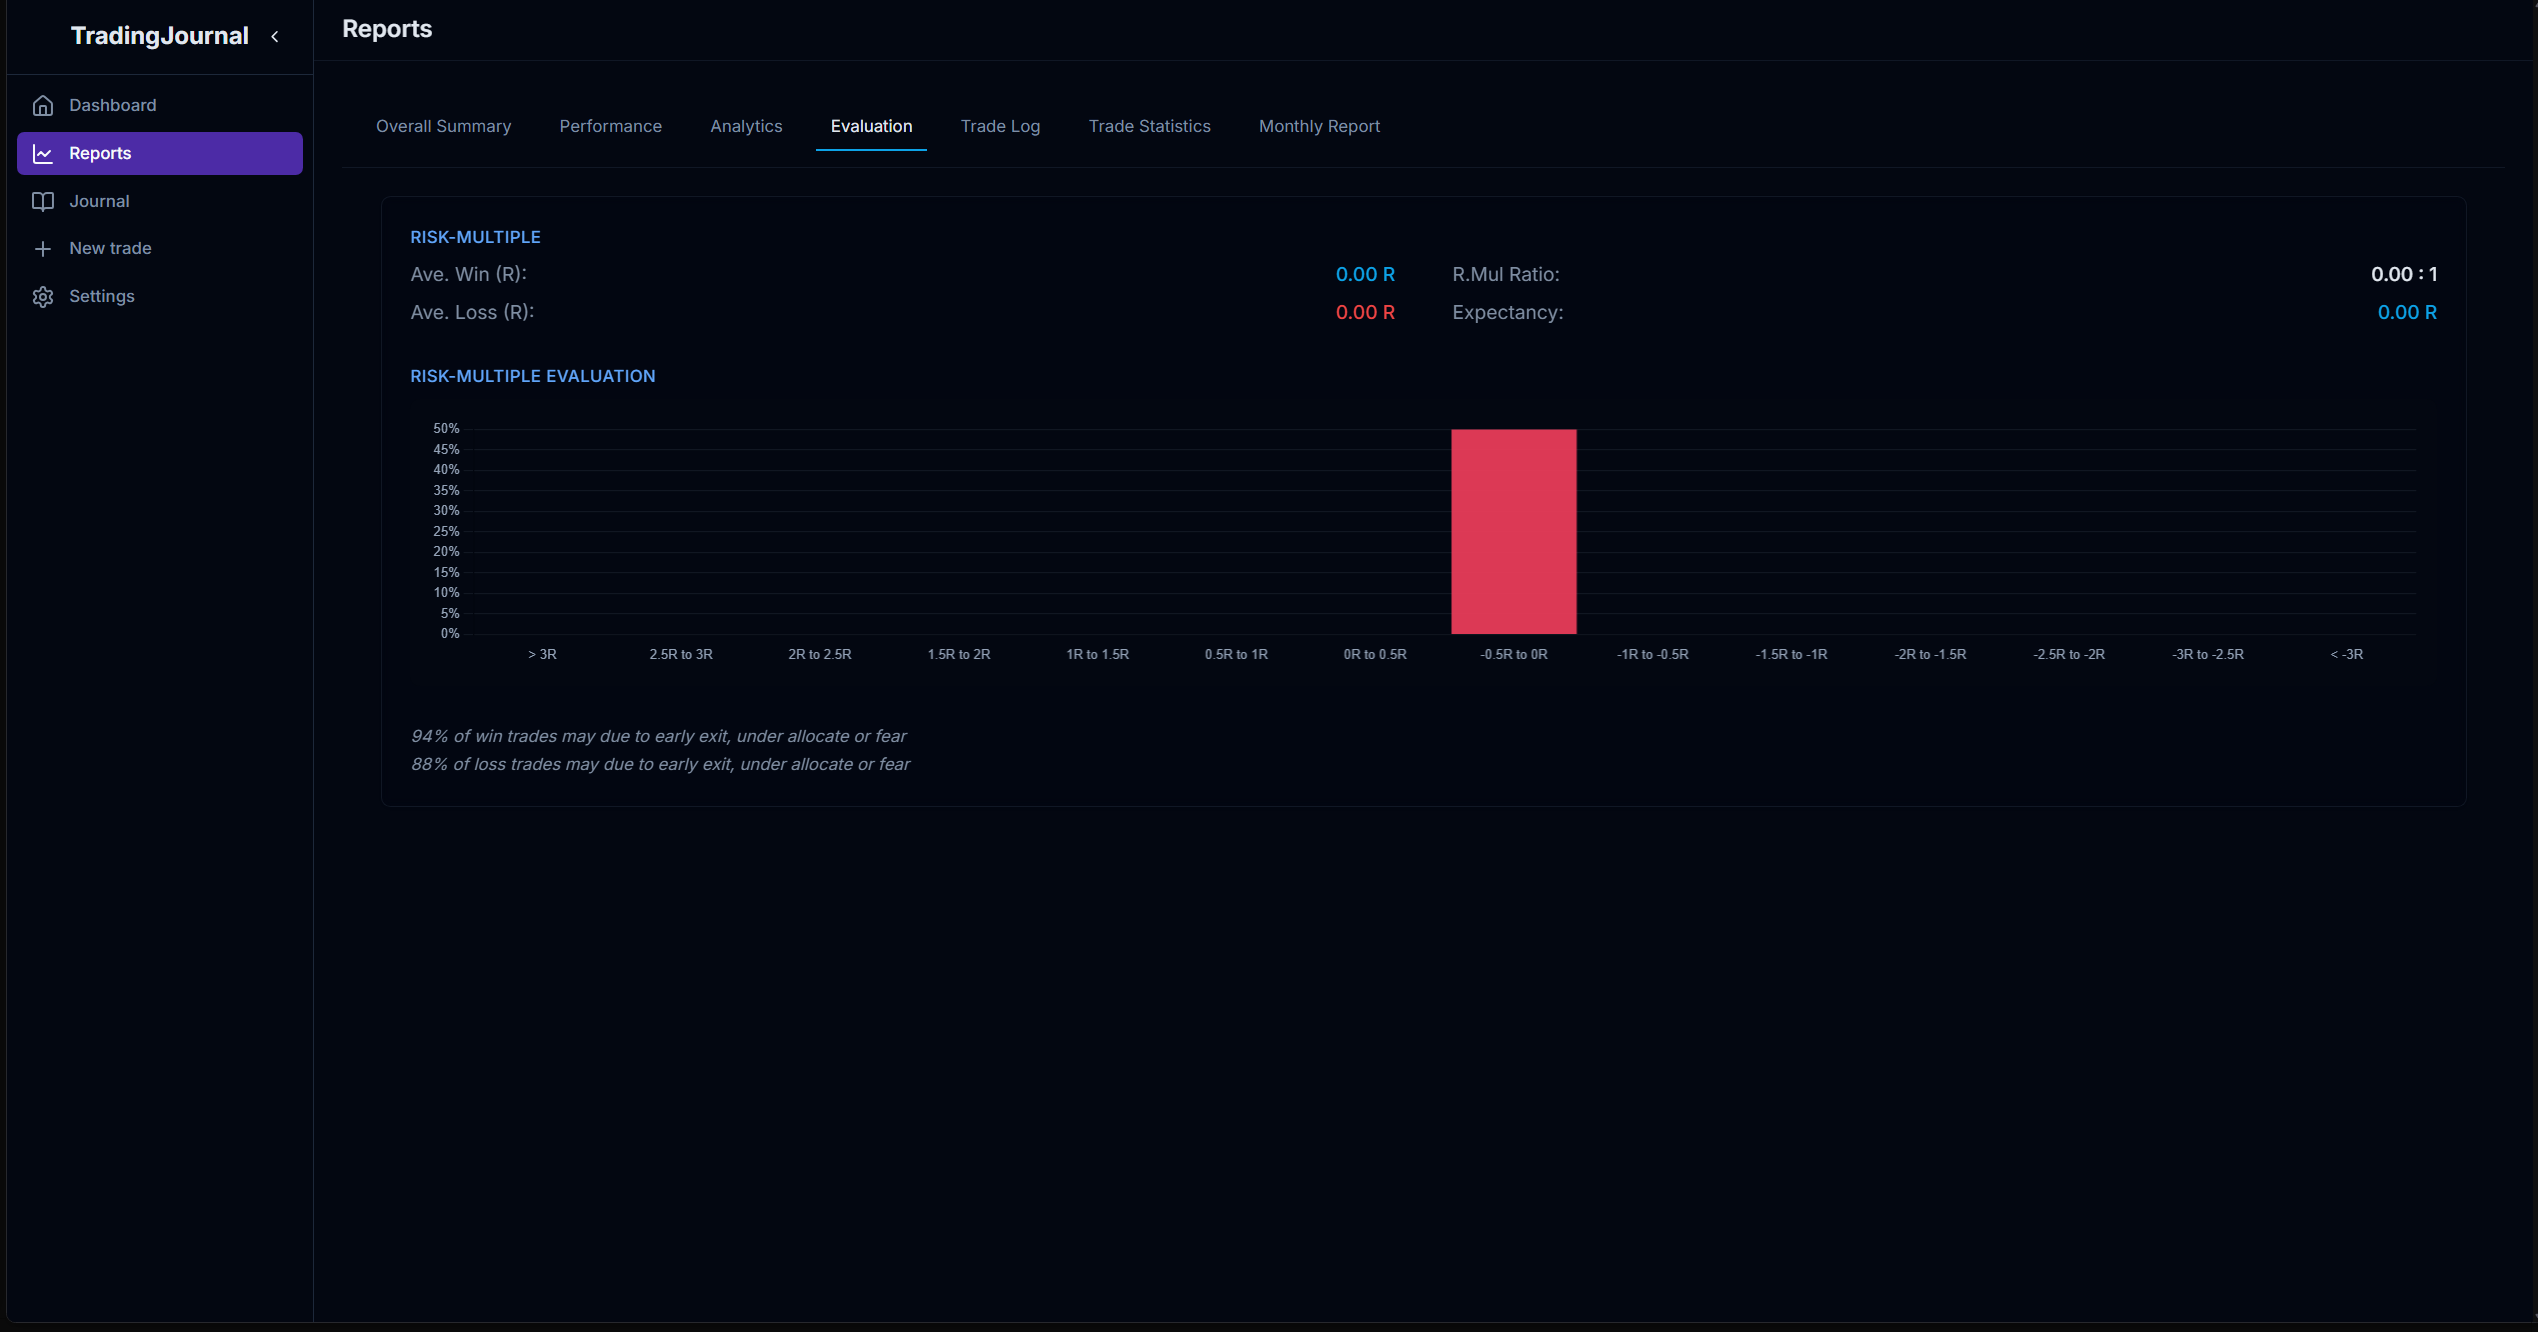 TradingJournal
Dashboard
Reports
Journal
New trade
Settings
Reports
Overall Summary Performance Analytics Evaluation Trade Log Trade Statistics Monthly Report
RISK-MULTIPLE
Ave. Win (R): 0.00 R R.Mul Ratio: 0.00 : 1
Ave. Loss (R): 0.00 R Expectancy: 0.00 R
RISK-MULTIPLE EVALUATION
50%
45%
40%
35%
30%
25%
20%
15%
10%
5%
0%
> 3R 2.5R to 3R 2R to 2.5R 1.5R to 2R 1R to 1.5R 0.5R to 1R 0R to 0.5R -0.5R to 0R -1R to -0.5R -1.5R to -1R -2R to -1.5R -2.5R to -2R -3R to -2.5R < -3R
94% of win trades may due to early exit, under allocate or fear
88% of loss trades may due to early exit, under allocate or fear